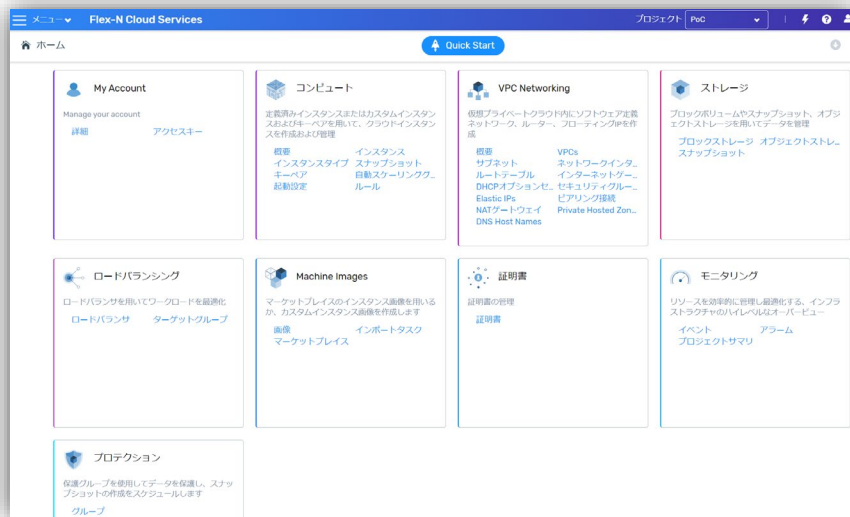 メニュー Flex-N Cloud Services プロジェクト PoC
ホーム Quick Start
My Account
Manage your account
詳細 アクセスキー
コンピュート
定義済みインスタンスまたはカスタムインスタン
スおよびキーペアを用いて、クラウドインスタン
スを作成および管理
概要 インスタンス
インスタンスタイプ スナップショット
キーペア 自動スケーリンググ...
起動設定 ルール
VPC Networking
仮想プライベートクラウド内にソフトウェア定義
ネットワーク、ルーター、フローティングIPを作
成
概要 VPCs
サブネット ネットワークインタ...
ルートテーブル インターネットゲー...
DHCPオプションセ... セキュリティグルー...
Elastic IPs ピアリング接続
NATゲートウェイ Private Hosted Zon...
DNS Host Names
ストレージ
ブロックボリュームやスナップショット、オブジ
ェクトストレージを用いてデータを管理
ブロックストレージ オブジェクトストレ...
スナップショット
ロードバランシング
ロードバランサを用いてワークロードを最適化
ロードバランサ ターゲットグループ
Machine Images
マーケットプレイスのインスタンス画像を用いる
か、カスタムインスタンス画像を作成します
画像 インポートタスク
マーケットプレイス
証明書
証明書の管理
証明書
モニタリング
リソースを効率的に管理し最適化する、インフラ
ストラクチャのハイレベルなオーバービュー
イベント アラーム
プロジェクトサマリ
プロテクション
保護グループを使用してデータを保護し、スナッ
プショットの作成をスケジュールします
グループ